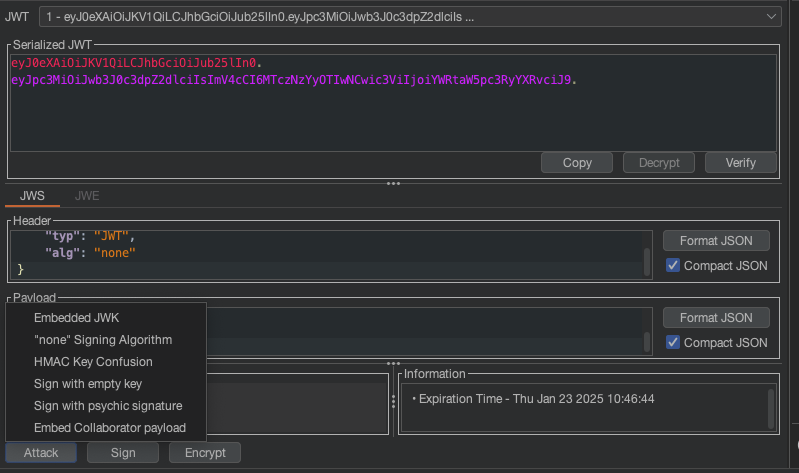 JWT 1 - eyJ0eXAiOiJKV1QiLCJhbGciOiJub25lIn0.eyJpc3MiOiJwb3J0c3dpZ2dlciIs ...
Serialized JWT
eyJ0eXAiOiJKV1QiLCJhbGciOiJub25lIn0.
eyJpc3MiOiJwb3J0c3dpZ2dlciIsImV4cCI6MTczNzYyOTIwNCwic3ViIjoiYWRtaW5pc3RyYXRvciJ9.
Copy Decrypt Verify
JWS JWE
Header
"typ": "JWT",
"alg": "none"
}
Format JSON
Compact JSON
Payload
Format JSON
Compact JSON
Embedded JWK
"none" Signing Algorithm
HMAC Key Confusion
Sign with empty key
Sign with psychic signature
Embed Collaborator payload
Information
• Expiration Time - Thu Jan 23 2025 10:46:44
Attack Sign Encrypt